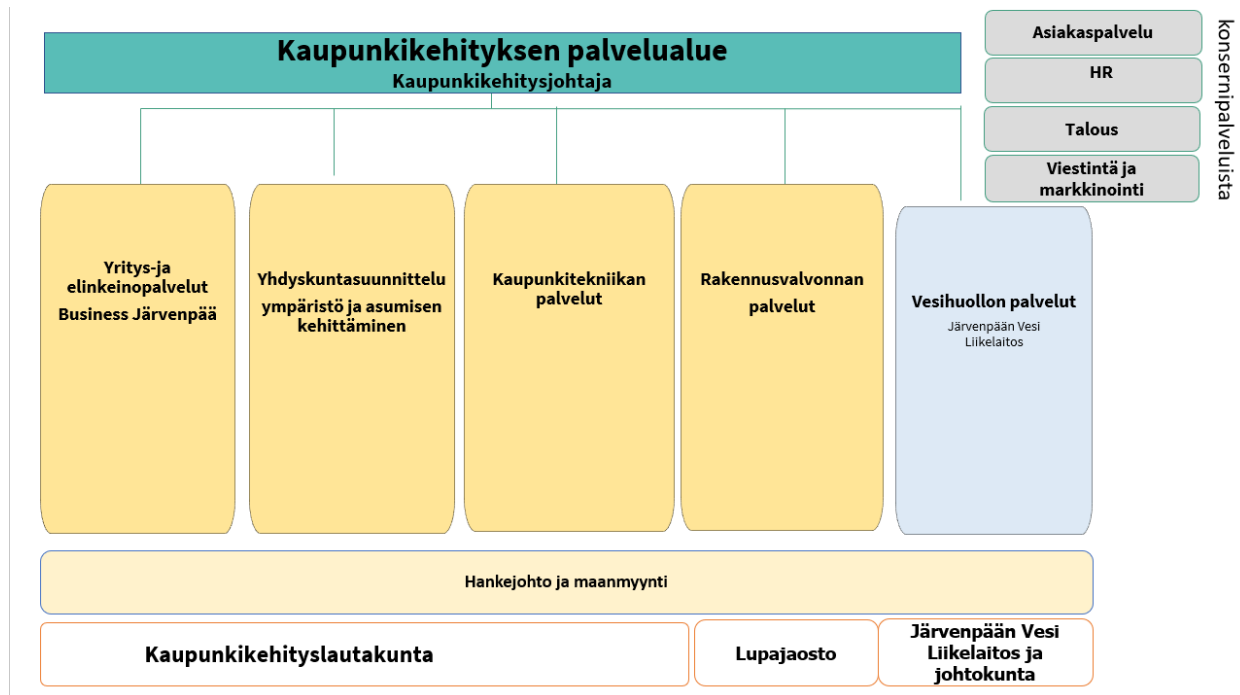 Kaupunkikehityksen palvelualue
Kaupunkikehitysjohtaja
Asiakaspalvelu
HR
Talous
Viestintä ja
markkinointi
konsernipalveluista
Yritys-ja
elinkeinopalvelut
Business Järvenpää
Yhdyskuntasuunnittelu
ympäristö ja asumisen
kehittäminen
Kaupunkitekniikan
palvelut
Rakennusvalvonnan
palvelut
Vesihuollon palvelut
Järvenpään Vesi
Liikelaitos
Hankejohto ja maanmyynti
Kaupunkikehityslautakunta
Lupajaosto
Järvenpään Vesi
Liikelaitos ja
johtokunta